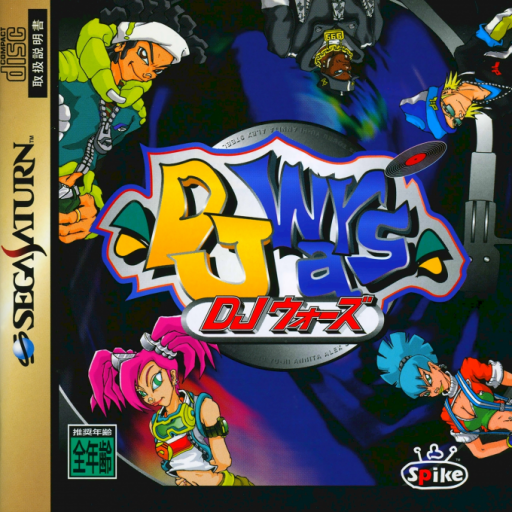 COMPACT
disc
取扱説明書
SEGA SATURN™
DJ wars
DJウォーズ
推奨年齢
全年齢
Spike